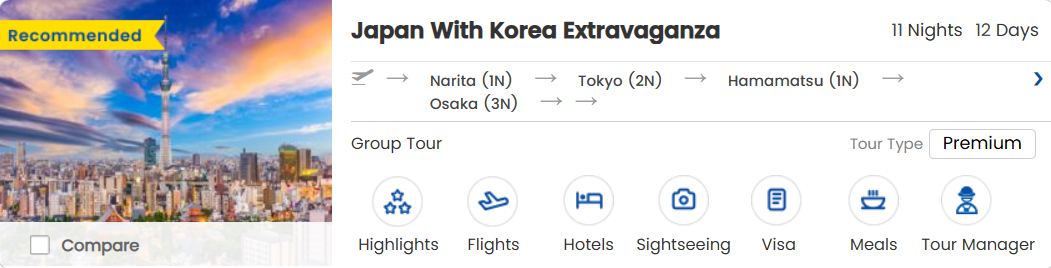 Recommended
Japan With Korea Extravaganza
11 Nights 12 Days
Narita (1N) Tokyo (2N) Hamamatsu (1N)
Osaka (3N)
Group Tour
Tour Type Premium
Compare
Highlights Flights Hotels Sightseeing Visa Meals Tour Manager